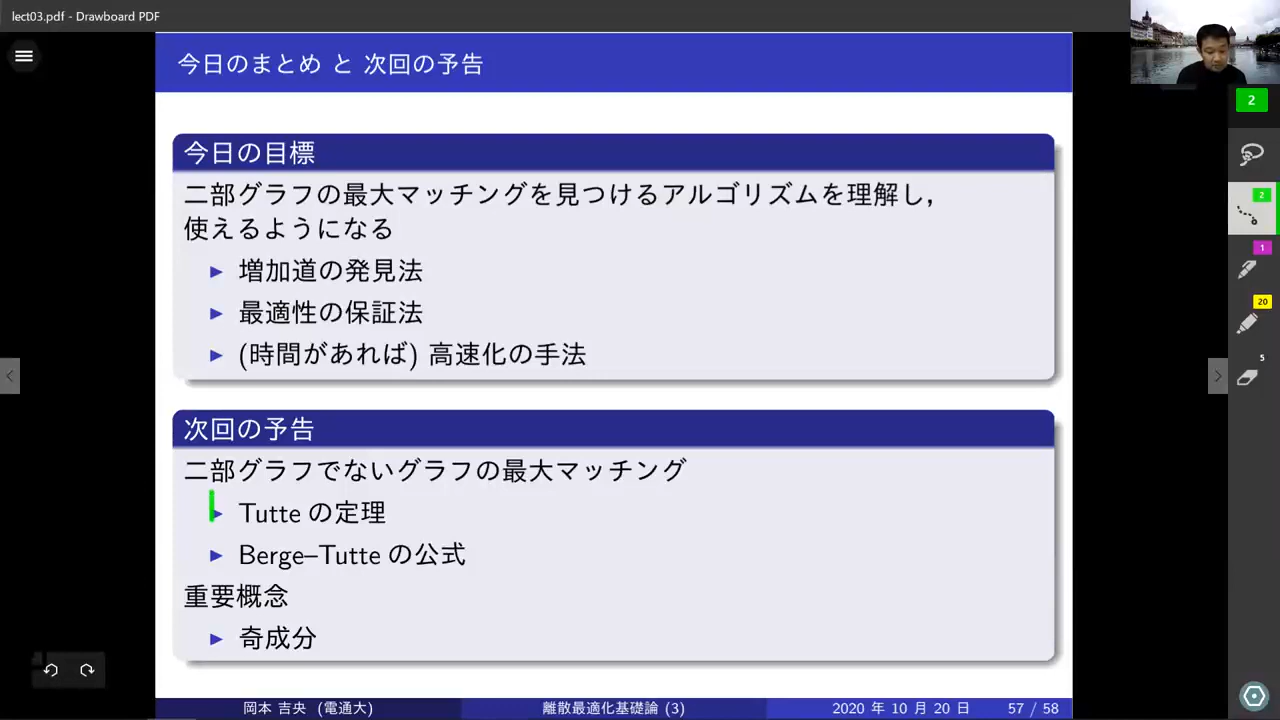 lect03.pdf - Drawboard PDF
今日のまとめ と 次回の予告
2
今日の目標
二部グラフの最大マッチングを見つけるアルゴリズムを理解し,
使えるようになる
▶ 増加道の発見法
▶ 最適性の保証法
▶ (時間があれば) 高速化の手法
2
1
20
5
次回の予告
二部グラフでないグラフの最大マッチング
▶ Tutte の定理
▶ Berge–Tutte の公式
重要概念
▶ 奇成分
岡本 吉央 (電通大) 離散最適化基礎論 (3) 2020 年 10 月 20 日 57 / 58